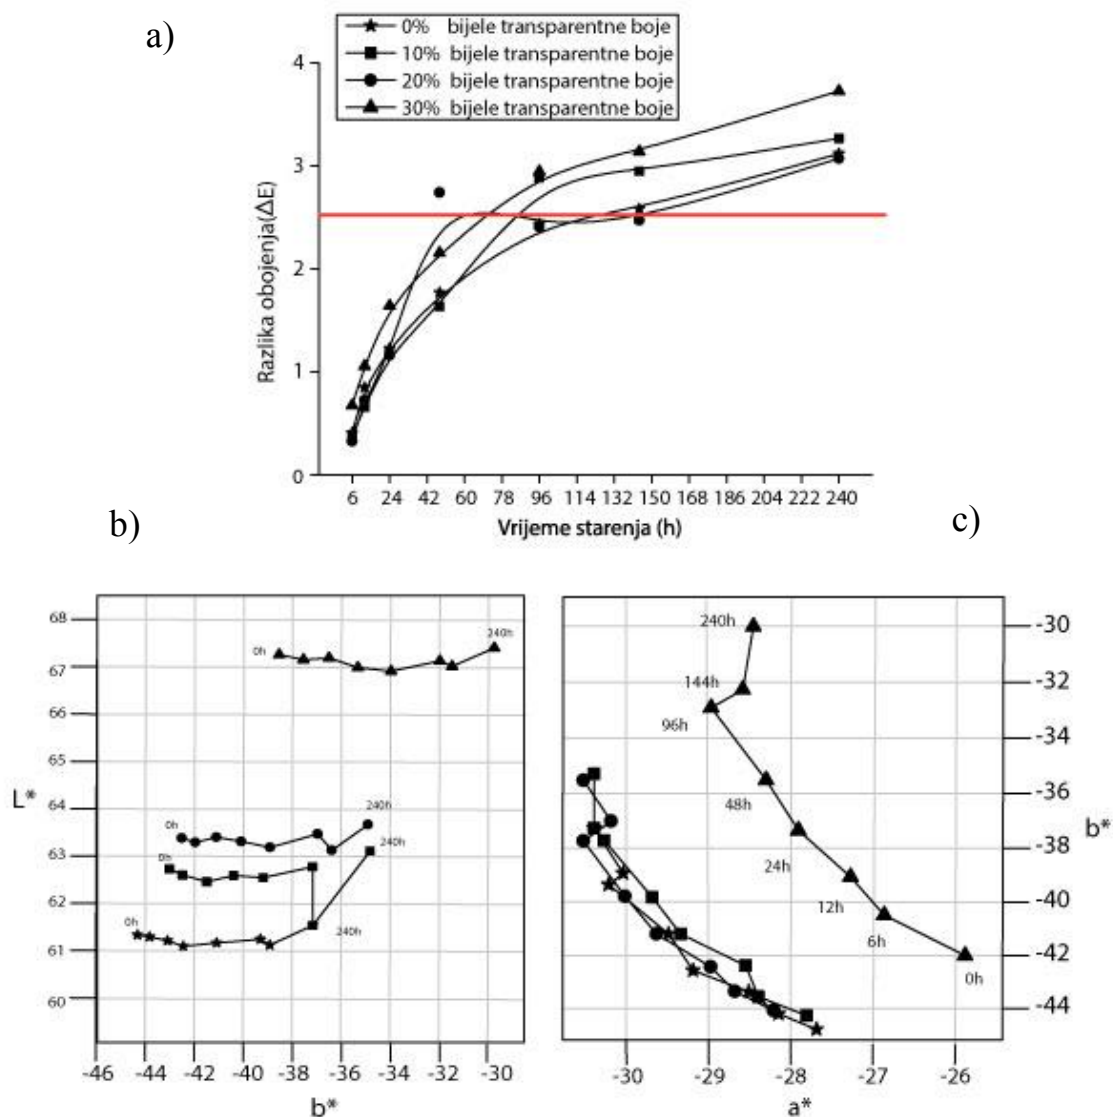 a)
0% bijele transparentne boje
10% bijele transparentne boje
20% bijele transparentne boje
30% bijele transparentne boje
4
3
2
1
0
Razlika obojenja(ΔE)
6 24 42 60 78 96 114 132 150 168 186 204 222 240
Vrijeme starenja (h)
b)
68
67
66
65
64
63
62
61
60
L*
0h 240h
0h 240h
0h 240h
0h 240h
-46 -44 -42 -40 -38 -36 -34 -32 -30
b*
c)
240h
144h
96h
48h
24h
12h
6h
0h
-30
-32
-34
-36
-38
-40
-42
-44
b*
-30 -29 -28 -27 -26
a*